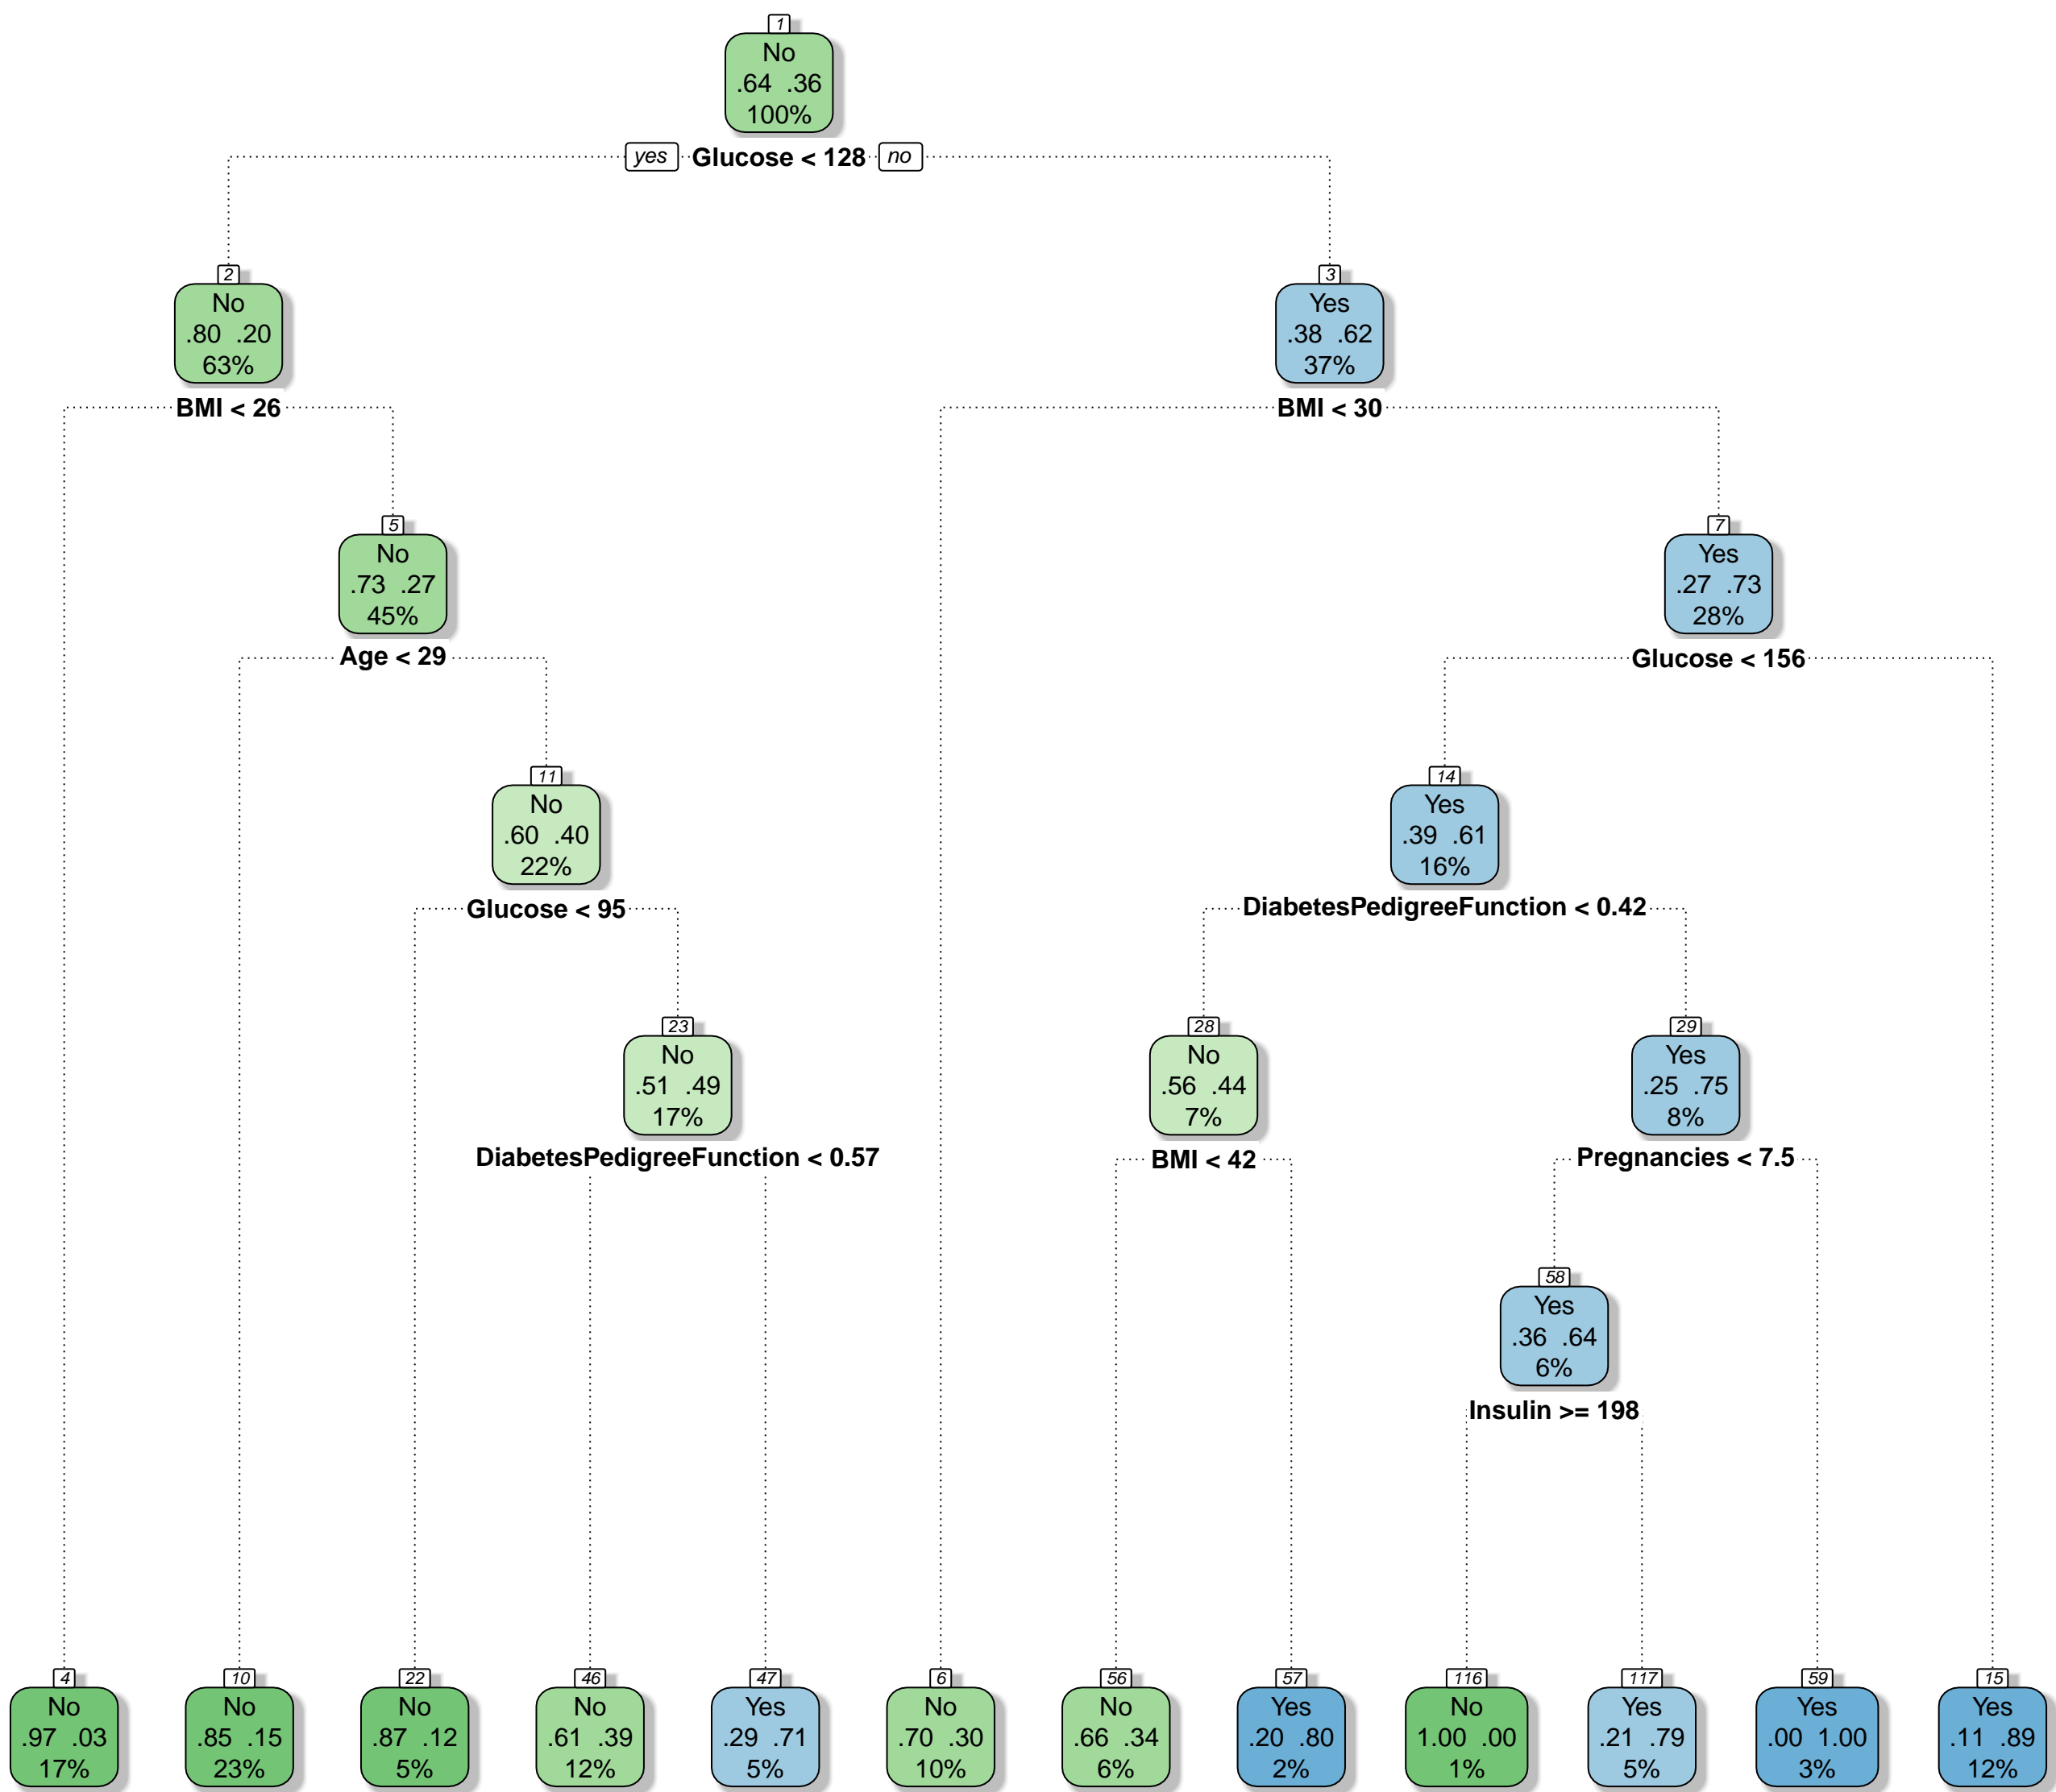 1
No
.64 .36
100%
yes Glucose < 128 no
2
No
.80 .20
63%
3
Yes
.38 .62
37%
BMI < 26
BMI < 30
5
No
.73 .27
45%
7
Yes
.27 .73
28%
Age < 29
Glucose < 156
11
No
.60 .40
22%
14
Yes
.39 .61
16%
Glucose < 95
DiabetesPedigreeFunction < 0.42
23
No
.51 .49
17%
28
No
.56 .44
7%
29
Yes
.25 .75
8%
DiabetesPedigreeFunction < 0.57
BMI < 42
Pregnancies < 7.5
58
Yes
.36 .64
6%
Insulin >= 198
4
No
.97 .03
17%
10
No
.85 .15
23%
22
No
.87 .12
5%
46
No
.61 .39
12%
47
Yes
.29 .71
5%
6
No
.70 .30
10%
56
No
.66 .34
6%
57
Yes
.20 .80
2%
116
No
1.00 .00
1%
117
Yes
.21 .79
5%
59
Yes
.00 1.00
3%
15
Yes
.11 .89
12%